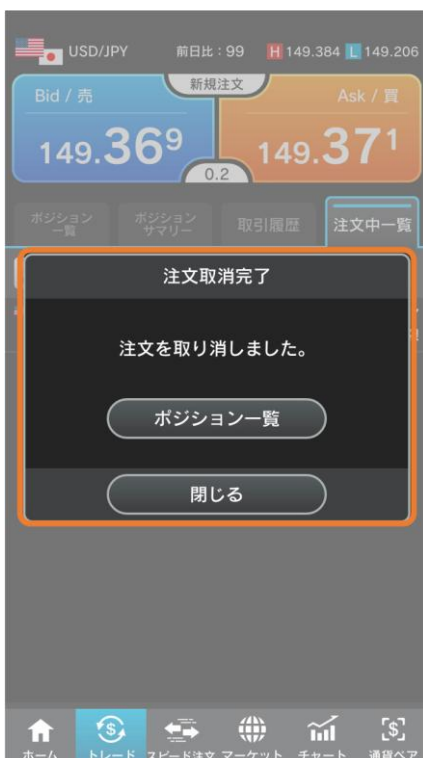 USD/JPY 前日比：99 H 149.384 L 149.206
新規注文
Bid / 売 Ask / 買
149.369 149.371
0.2
ポジション一覧 ポジションサマリー 取引履歴 注文中一覧
注文取消完了
注文を取り消しました。
ポジション一覧
閉じる
ホーム トレード スピード注文 マーケット チャート 通貨ペア